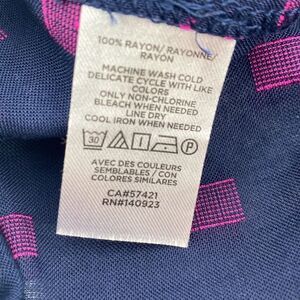 100% RAYON/ RAYONNE/
RAYON
MACHINE WASH COLD
DELICATE CYCLE WITH LIKE
COLORS
ONLY NON-CHLORINE
BLEACH WHEN NEEDED
LINE DRY
COOL IRON WHEN NEEDED
30 P
AVEC DES COULEURS
SEMBLABLES / CON
COLORES SIMILARES
CA#57421
RN#140923